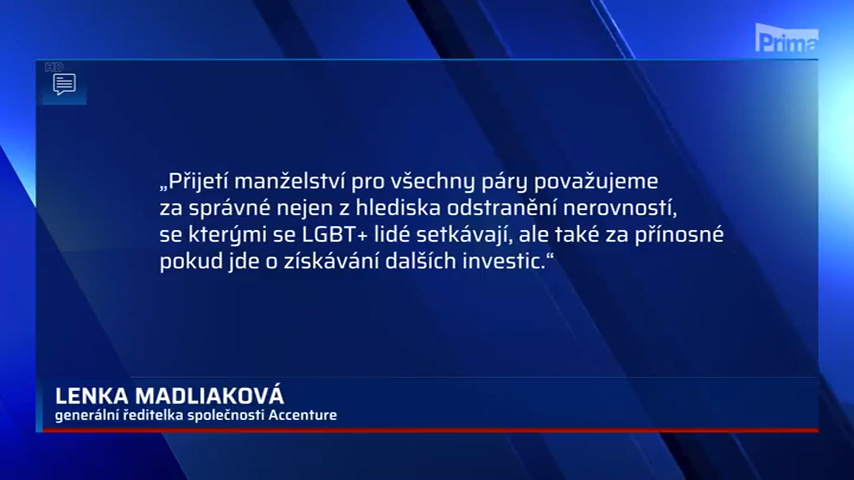 Prima
HD
„Přijetí manželství pro všechny páry považujeme
za správné nejen z hlediska odstranění nerovností,
se kterými se LGBT+ lidé setkávají, ale také za přínosné
pokud jde o získávání dalších investic.“
LENKA MADLIAKOVÁ
generální ředitelka společnosti Accenture